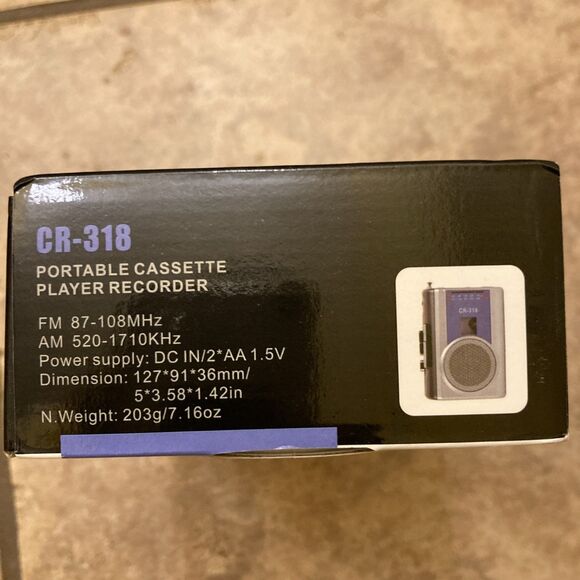 CR-318
PORTABLE CASSETTE
PLAYER RECORDER
FM 87-108MHz
AM 520-1710KHz
Power supply: DC IN/2*AA 1.5V
Dimension: 127*91*36mm/
5*3.58*1.42in
N.Weight: 203g/7.16oz
CR-318